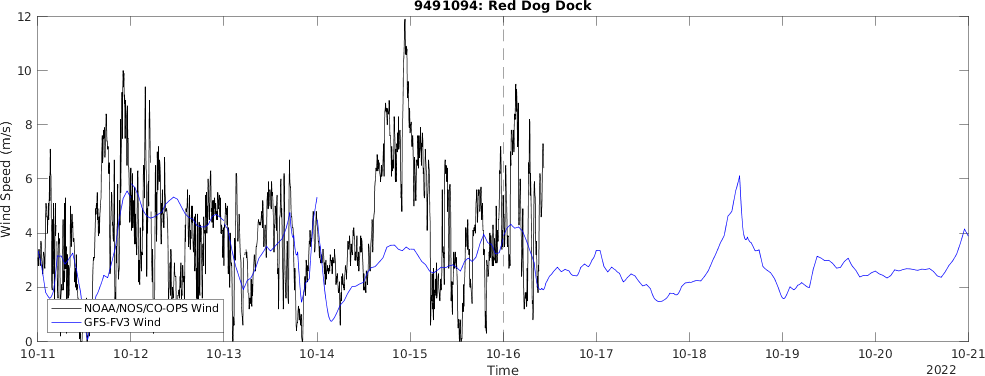 9491094: Red Dog Dock
Wind Speed (m/s)
12
10
8
6
4
2
0
NOAA/NOS/CO-OPS Wind
GFS-FV3 Wind
10-11 10-12 10-13 10-14 10-15 10-16 10-17 10-18 10-19 10-20 10-21
Time
2022